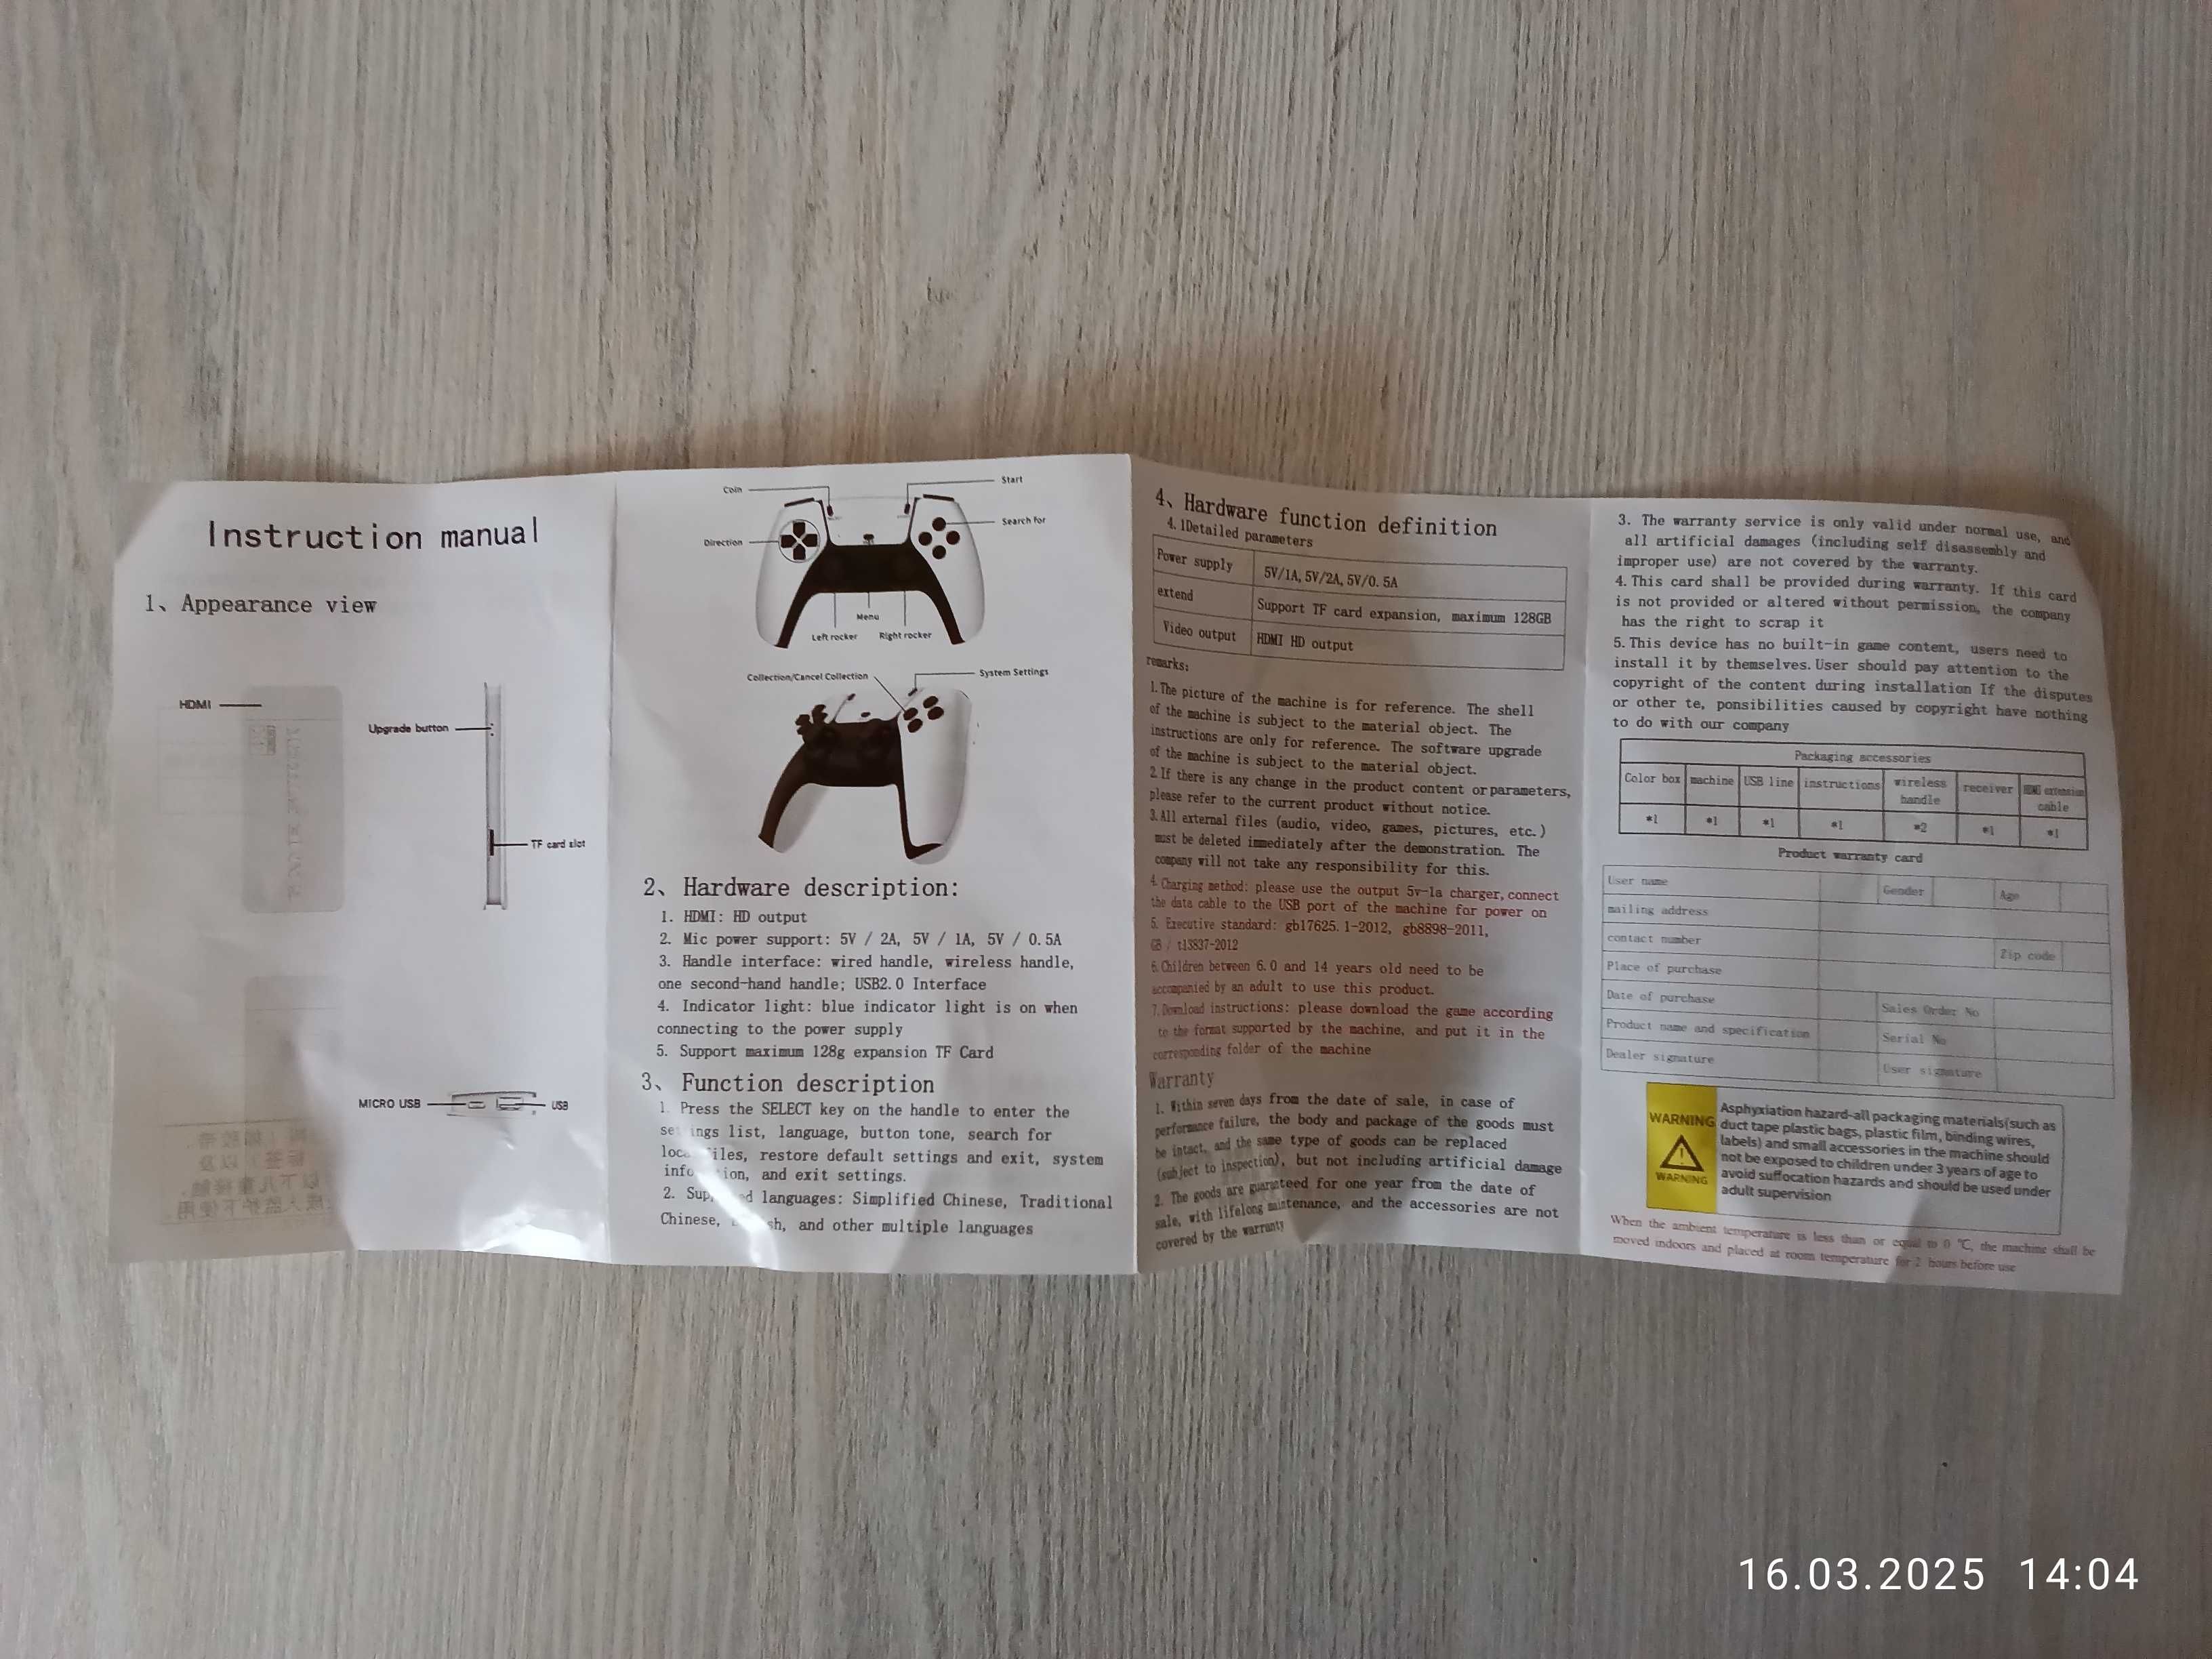 Instruction manual
1、Appearance view
HDMI
Upgrade button
TF card slot
MICRO USB
USB
Coin
Start
Search for
Direction
Menu
Left rocker
Right rocker
Collection/Cancel Collection
System Settings
2、Hardware description:
1. HDMI: HD output
2. Mic power support: 5V / 2A, 5V / 1A, 5V / 0.5A
3. Handle interface: wired handle, wireless handle,
one second-hand handle; USB2.0 Interface
4. Indicator light: blue indicator light is on when
connecting to the power supply
5. Support maximum 128g expansion TF Card
3、Function description
1. Press the SELECT key on the handle to enter the
list, language, button tone, search for
restore default settings and exit, system
and exit settings.
2. languages: Simplified Chinese, Traditional
Chinese, and other multiple languages
4、Hardware function definition
4.1Detailed parameters
Power supply 5V/1A, 5V/2A, 5V/0.5A
extend Support TF card expansion, maximum 128GB
Video output HDMI HD output
remarks:
1.The picture of the machine is for reference. The shell
of the machine is subject to the material object. The
instructions are only for reference. The software upgrade
of the machine is subject to the material object.
2.If there is any change in the product content or parameters,
please refer to the current product without notice.
3.All external files (audio, video, games, pictures, etc.)
must be deleted immediately after the demonstration. The
company will not take any responsibility for this.
4. Charging method: please use the output 5v-1a charger, connect
the data cable to the USB port of the machine for power on
5. Executive standard: gb17625.1-2012, gb8898-2011,
GB / t13837-2012
6.Children between 6.0 and 14 years old need to be
accompanied by an adult to use this product.
7.Download instructions: please download the game according
to the format supported by the machine, and put it in the
corresponding folder of the machine
Warranty
1. Within seven days from the date of sale, in case of
performance failure, the body and package of the goods must
be intact, and the same type of goods can be replaced
(subject to inspection), but not including artificial damage
2. The goods are guaranteed for one year from the date of
sale, with lifelong maintenance, and the accessories are not
covered by the warranty
3. The warranty service is only valid under normal use, and
all artificial damages (including self disassembly and
improper use) are not covered by the warranty.
4. This card shall be provided during warranty. If this card
is not provided or altered without permission, the company
has the right to scrap it
5. This device has no built-in game content, users need to
install it by themselves. User should pay attention to the
copyright of the content during installation If the disputes
or other te, ponsibilities caused by copyright have nothing
to do with our company
Packaging accessories
Color box machine USB line instructions wireless handle receiver HDMI extension cable
*1 *1 *1 *1 *2 *1 *1
Product warranty card
User name Gender Age
mailing address
contact number Zip code
Place of purchase
Date of purchase Sales Order No
Product name and specification Serial No
Dealer signature User signature
WARNING
WARNING
Asphyxiation hazard-all packaging materials(such as
duct tape plastic bags, plastic film, binding wires,
labels) and small accessories in the machine should
not be exposed to children under 3 years of age to
avoid suffocation hazards and should be used under
adult supervision
When the ambient temperature is less than or equal to 0 ℃, the machine shall be
moved indoors and placed at room temperature for 2 hours before use
16.03.2025 14:04